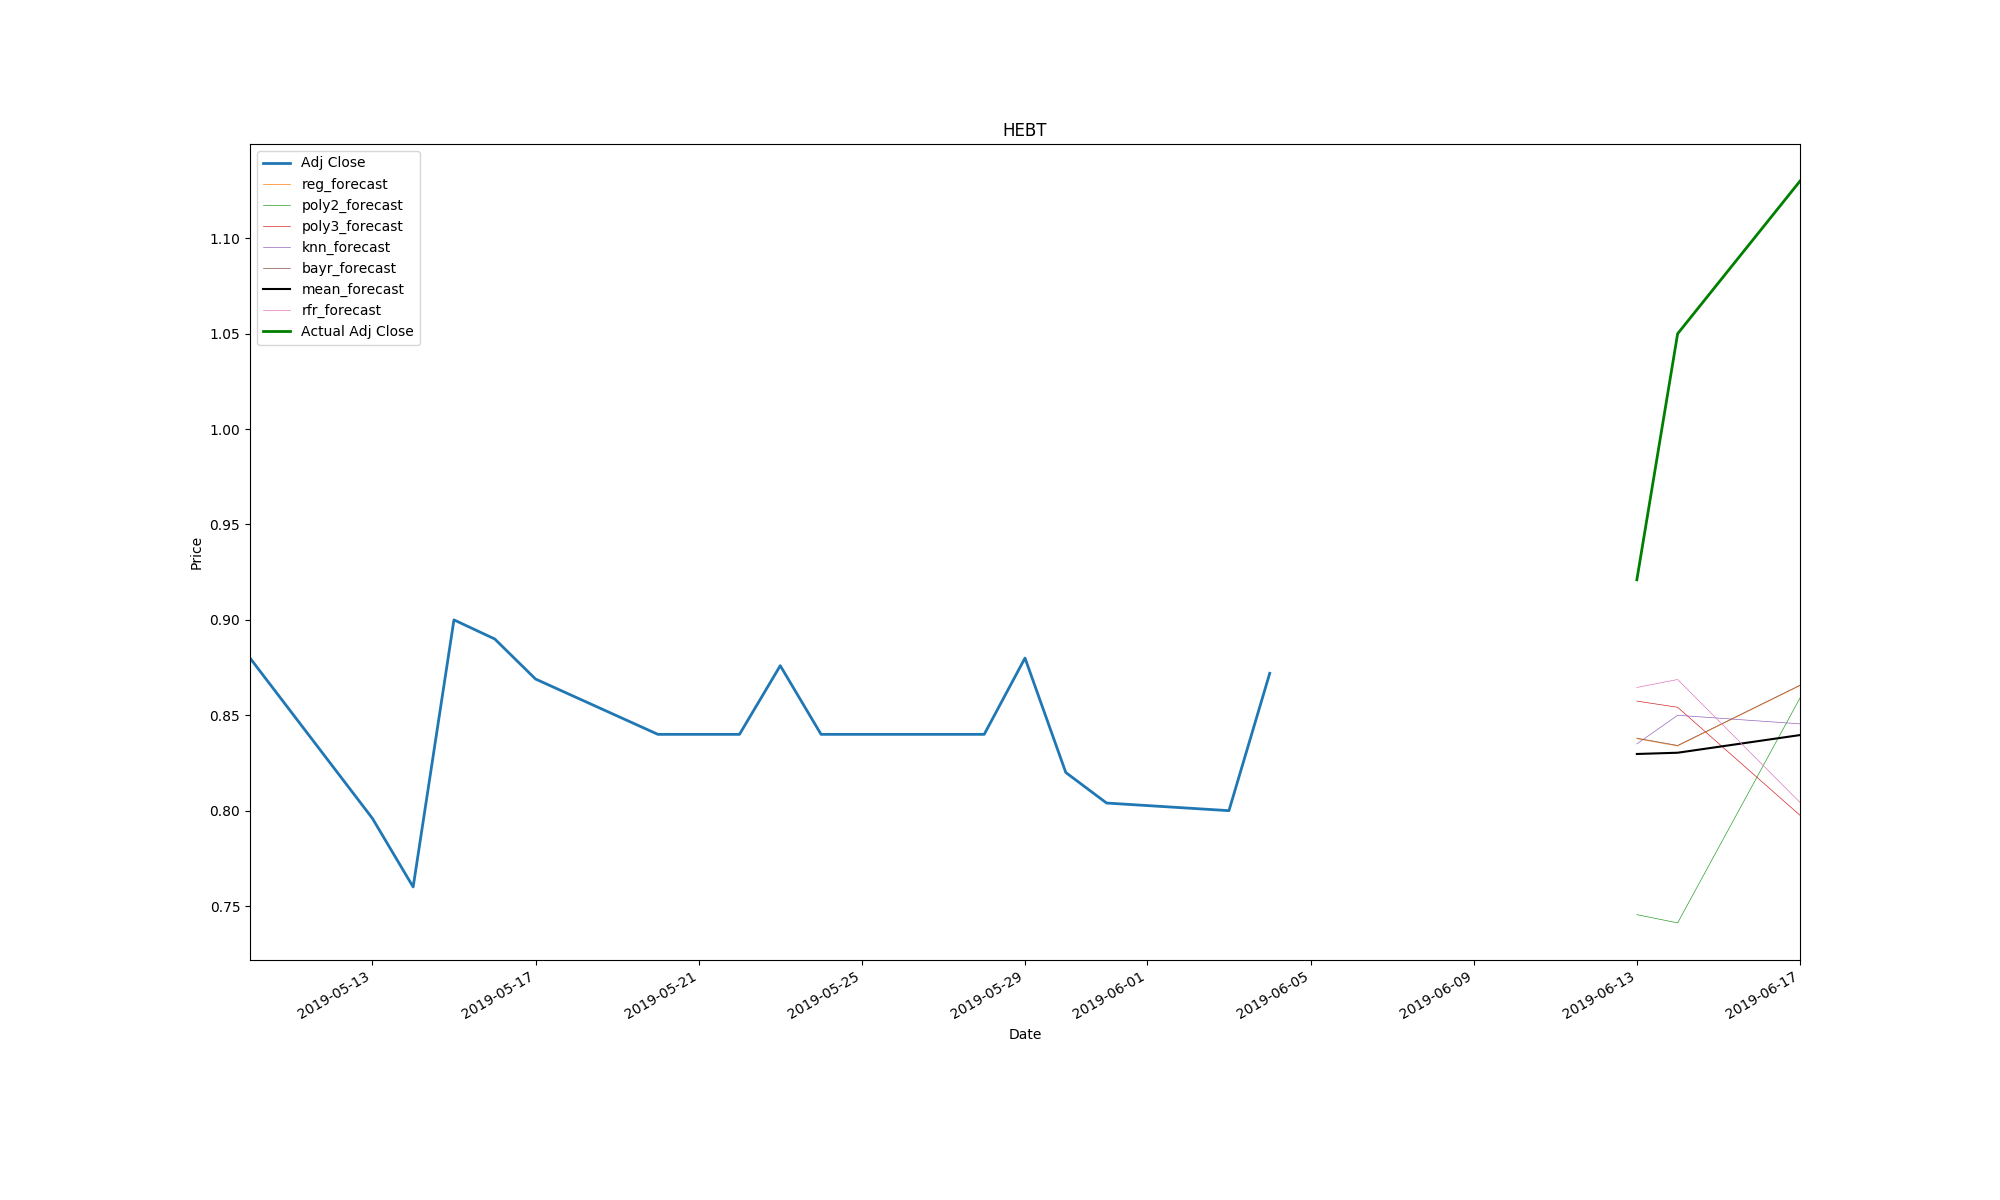 HEBT
Adj Close
reg_forecast
poly2_forecast
poly3_forecast
knn_forecast
bayr_forecast
mean_forecast
rfr_forecast
Actual Adj Close
1.10
1.05
1.00
0.95
0.90
0.85
0.80
0.75
Price
2019-05-13
2019-05-17
2019-05-21
2019-05-25
2019-05-29
2019-06-01
2019-06-05
2019-06-09
2019-06-13
2019-06-17
Date